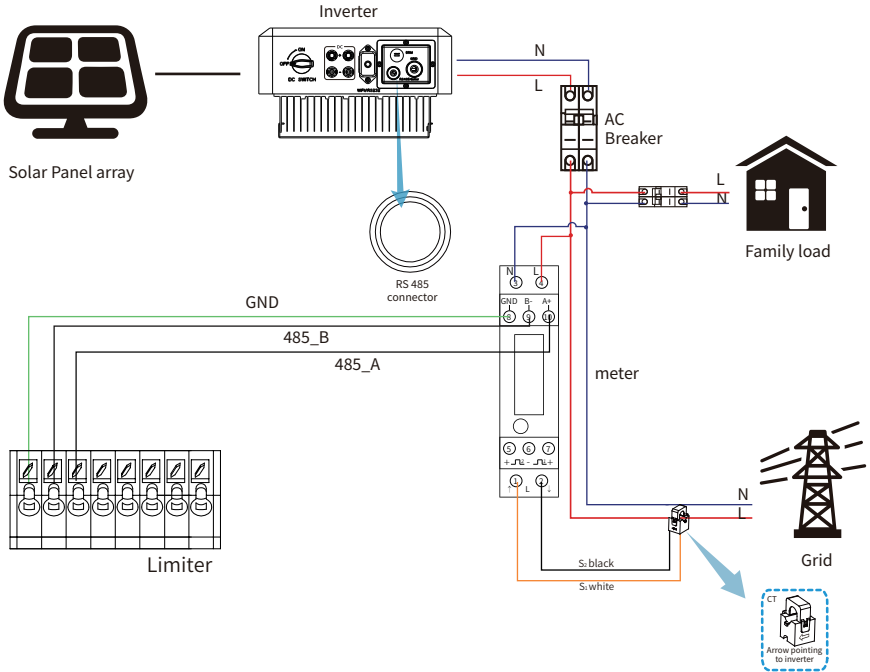 Inverter
ON
OFF
DC SWITCH
DC
N
L
AC
Breaker
Solar Panel array
L
N
Family load
RS 485
connector
N L
3 4
GND B- A+
8 9 10
GND
485_B
485_A
meter
5 6 7
+ - +
1 2
↑ L ↓
N
L
Grid
Limiter
S₂ black
S₁ white
CT
Arrow pointing
to inverter